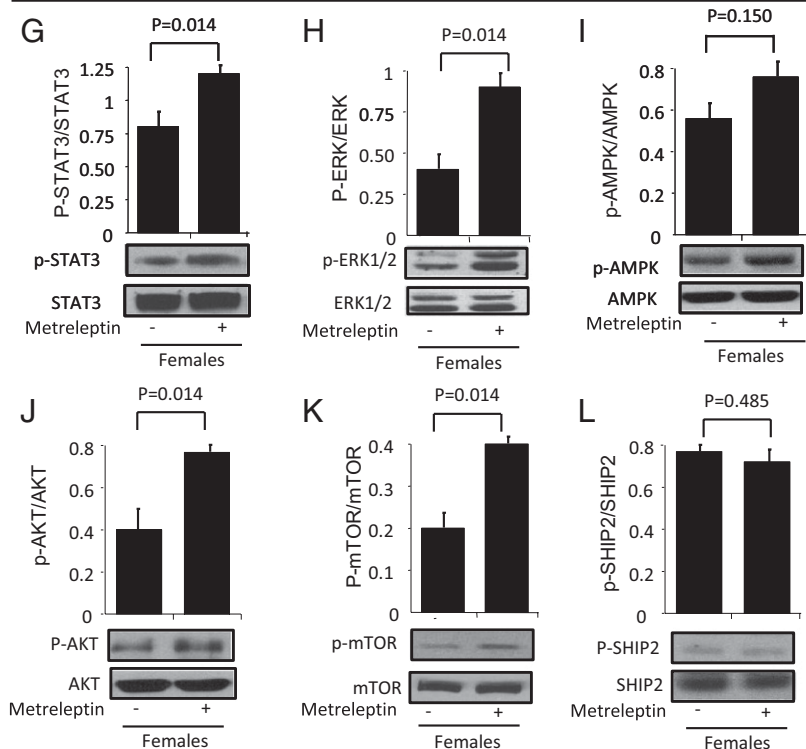 G
P=0.014
P-STAT3/STAT3
1.25
1
0.75
0.50
0.25
0
p-STAT3
STAT3
Metreleptin - +
Females
H
P=0.014
P-ERK/ERK
1
0.75
0.50
0.25
0
p-ERK1/2
ERK1/2
Metreleptin - +
Females
I
P=0.150
p-AMPK/AMPK
0.8
0.6
0.4
0.2
0
p-AMPK
AMPK
Metreleptin - +
Females
J
P=0.014
p-AKT/AKT
0.8
0.6
0.4
0.2
0
P-AKT
AKT
Metreleptin - +
Females
K
P=0.014
P-mTOR/mTOR
0.4
0.3
0.2
0.1
0
-
p-mTOR
mTOR
Metreleptin - +
Females
L
P=0.485
p-SHIP2/SHIP2
0.8
0.6
0.4
0.2
0
P-SHIP2
SHIP2
Metreleptin - +
Females